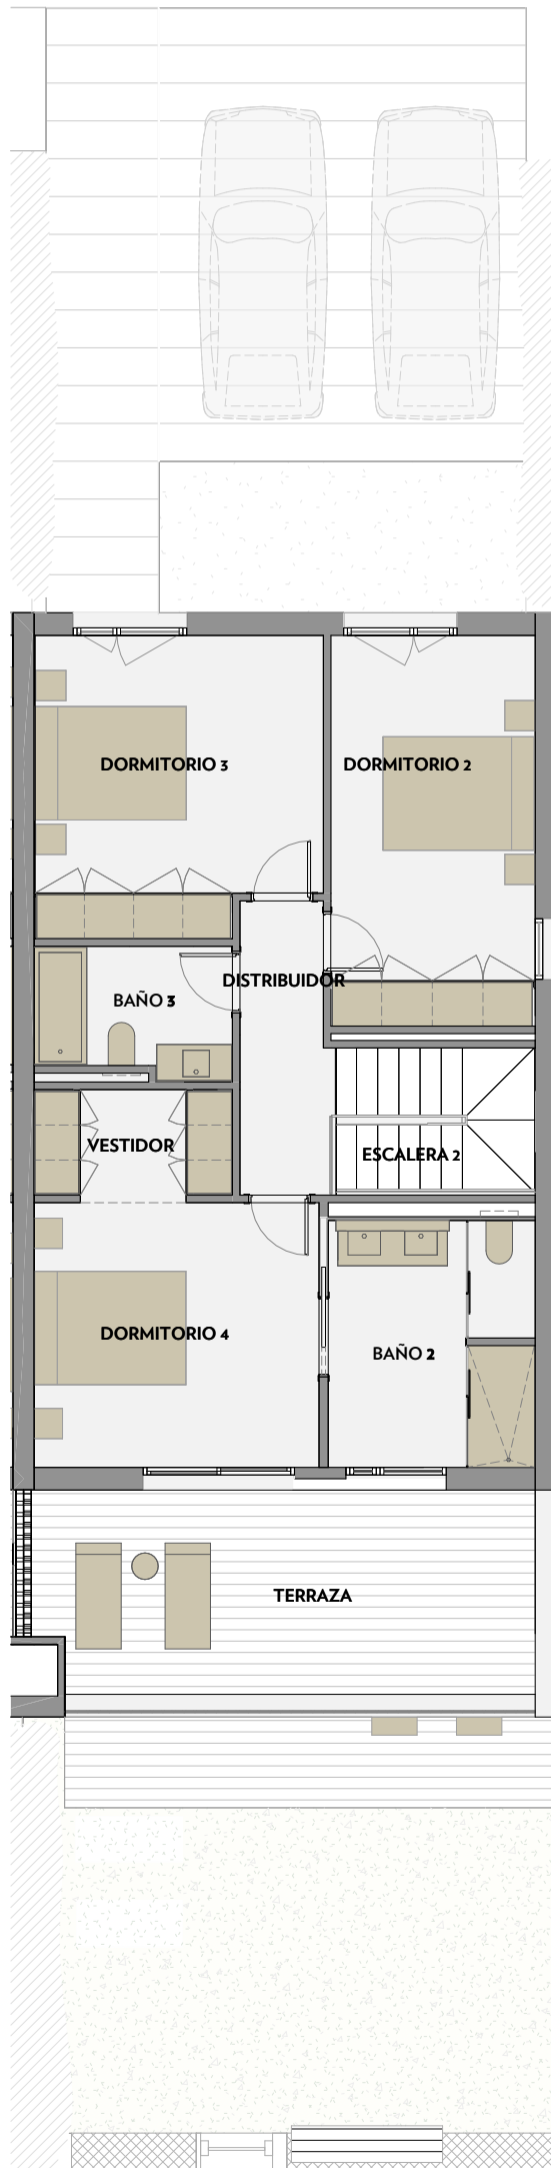 DORMITORIO 3
DORMITORIO 2
DISTRIBUIDOR
BAÑO 3
VESTIDOR
ESCALERA 2
DORMITORIO 4
BAÑO 2
TERRAZA